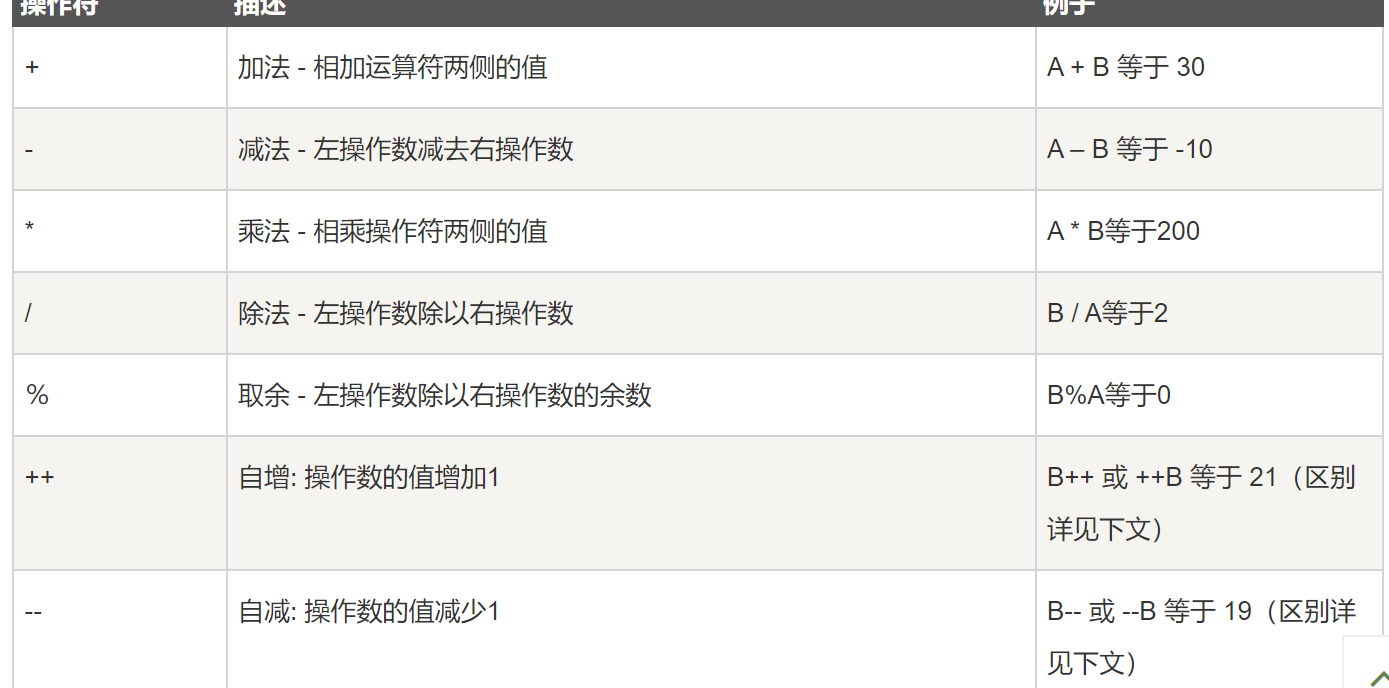 操作符 描述 例子
+ 加法 - 相加运算符两侧的值 A + B 等于 30
- 减法 - 左操作数减去右操作数 A – B 等于 -10
* 乘法 - 相乘操作符两侧的值 A * B等于200
/ 除法 - 左操作数除以右操作数 B / A等于2
% 取余 - 左操作数除以右操作数的余数 B%A等于0
++ 自增: 操作数的值增加1 B++ 或 ++B 等于 21（区别
详见下文）
-- 自减: 操作数的值减少1 B-- 或 --B 等于 19（区别详
见下文）